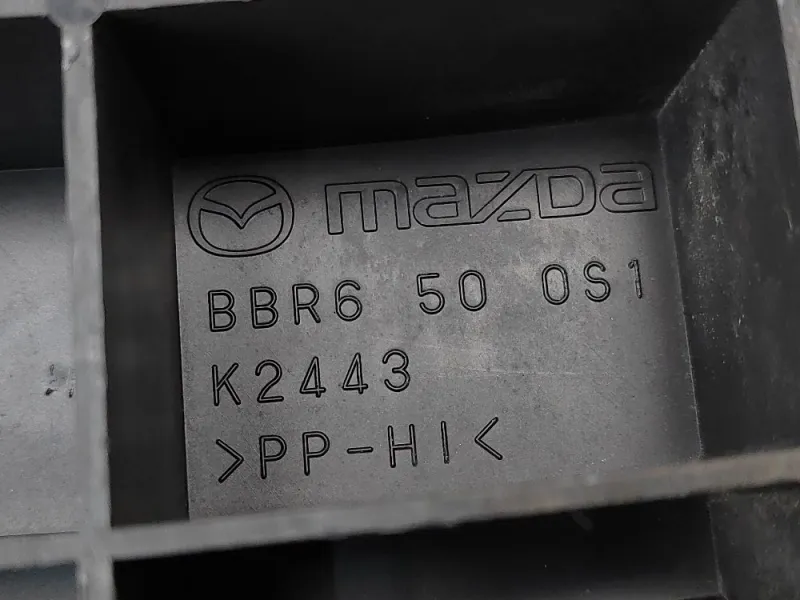 mazda
BBR6 50 0S1
K2443
>PP-HI<